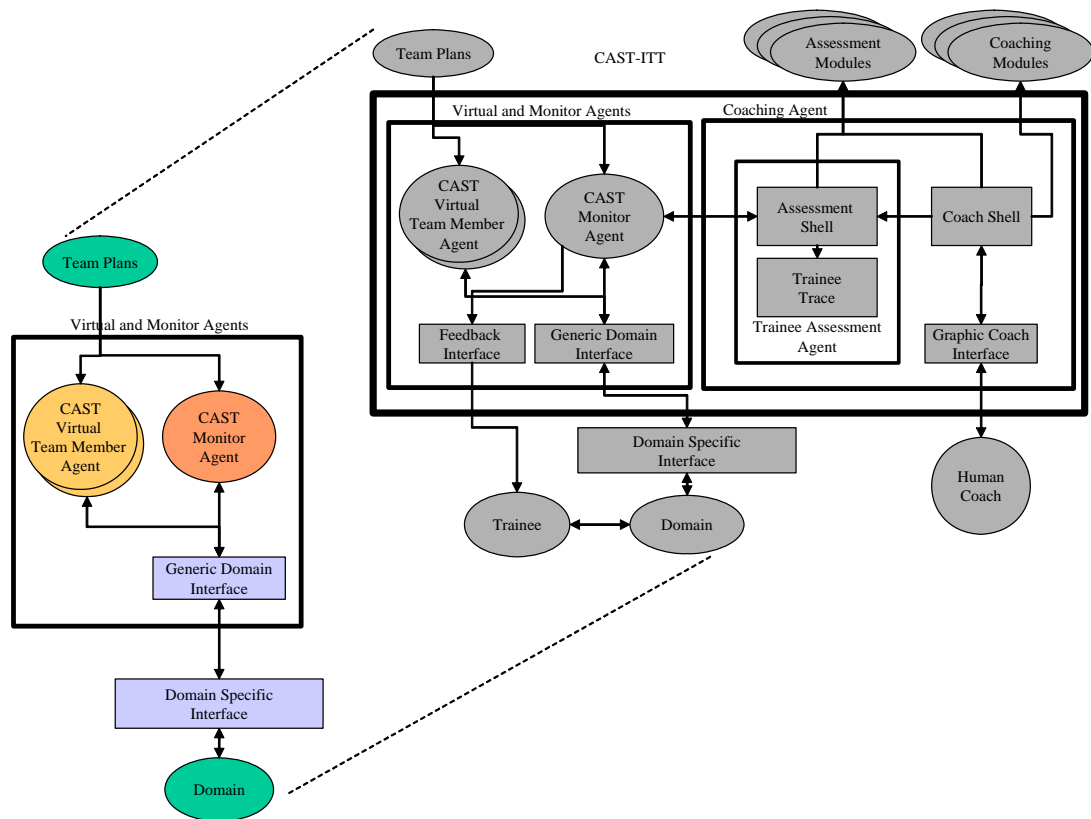 Team Plans
CAST-ITT
Assessment
Modules
Coaching
Modules
Virtual and Monitor Agents
Coaching Agent
CAST
Virtual
Team Member
Agent
CAST
Monitor
Agent
Assessment
Shell
Coach Shell
Trainee
Trace
Trainee Assessment
Agent
Feedback
Interface
Generic Domain
Interface
Graphic Coach
Interface
Domain Specific
Interface
Trainee
Domain
Human
Coach
Team Plans
Virtual and Monitor Agents
CAST
Virtual
Team Member
Agent
CAST
Monitor
Agent
Generic Domain
Interface
Domain Specific
Interface
Domain